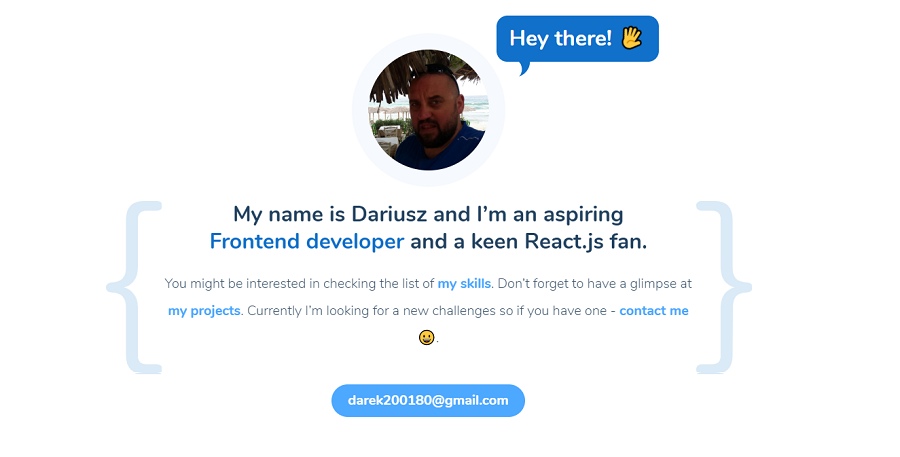 Hey there! 🖐
My name is Dariusz and I’m an aspiring
Frontend developer and a keen React.js fan.
You might be interested in checking the list of my skills. Don’t forget to have a glimpse at
my projects. Currently I’m looking for a new challenges so if you have one - contact me
😀.
darek200180@gmail.com